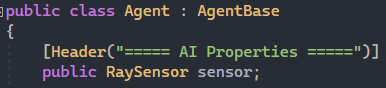 public class Agent : AgentBase
{
[Header("===== AI Properties =====")]
public RaySensor sensor;